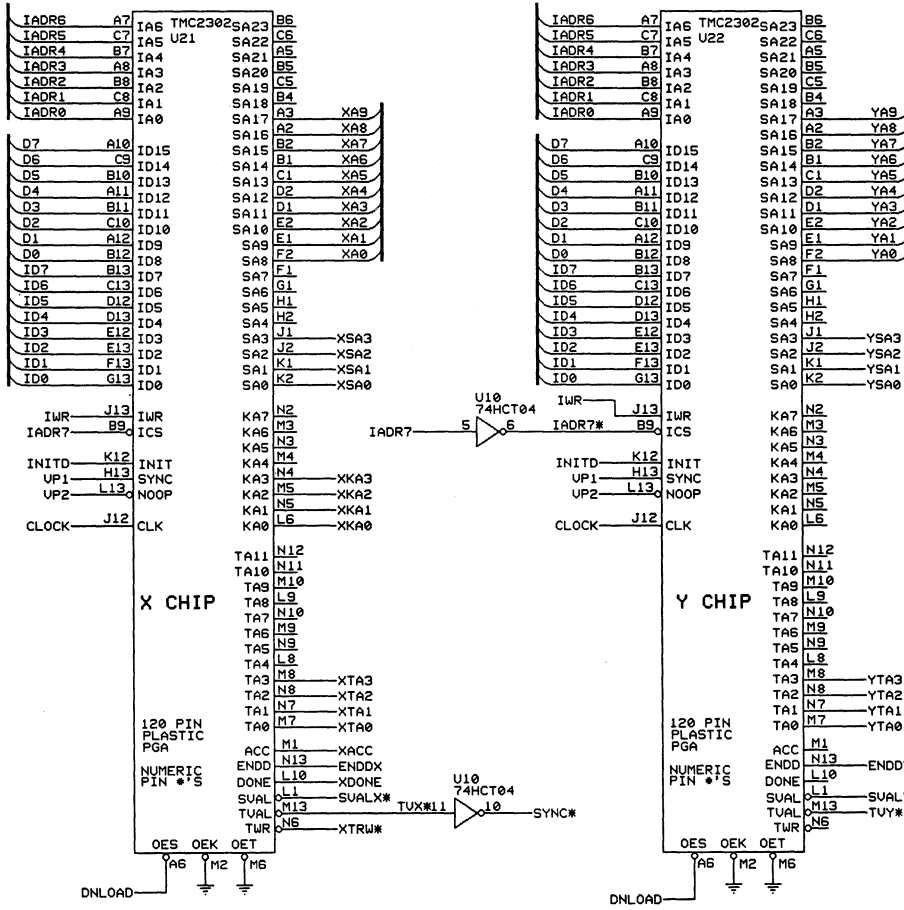 IADR6 A7 IA6 TMC2302 SA23 B6
IADR5 C7 IA5 U21 SA22 C6
IADR4 B7 IA4 SA21 A5
IADR3 A8 IA3 SA20 B5
IADR2 B8 IA2 SA19 C5
IADR1 C8 IA1 SA18 B4
IADR0 A9 IA0 SA17 A3 XA9
SA16 A2 XA8
D7 A10 ID15 SA15 B2 XA7
D6 C9 ID14 SA14 B1 XA6
D5 B10 ID13 SA13 C1 XA5
D4 A11 ID12 SA12 D2 XA4
D3 B11 ID11 SA11 D1 XA3
D2 C10 ID10 SA10 E2 XA2
D1 A12 ID9 SA9 E1 XA1
D0 B12 ID8 SA8 F2 XA0
ID7 B13 ID7 SA7 F1
ID6 C13 ID6 SA6 G1
ID5 D12 ID5 SA5 H1
ID4 D13 ID4 SA4 H2
ID3 E12 ID3 SA3 J1 XSA3
ID2 E13 ID2 SA2 J2 XSA2
ID1 F13 ID1 SA1 K1 XSA1
ID0 G13 ID0 SA0 K2 XSA0
IWR J13 IWR KA7 N2
IADR7 B9 ICS KA6 M3
KA5 N3
INITD K12 INIT KA4 M4
VP1 H13 SYNC KA3 N4 XKA3
VP2 L13 NOOP KA2 M5 XKA2
KA1 N5 XKA1
CLOCK J12 CLK KA0 L6 XKA0
TA11 N12
TA10 N11
TA9 M10
X CHIP TA8 L9
TA7 N10
TA6 M9
TA5 N9
TA4 L8
TA3 M8 XTA3
TA2 N8 XTA2
TA1 N7 XTA1
120 PIN TA0 M7 XTA0
PLASTIC
PGA ACC M1 XACC
ENDD N13 ENDDX
NUMERIC DONE L10 XDONE
PIN #'S SVAL L1 SVALX*
TVAL M13 TVX* 11 U10 74HCT04 10 SYNC*
TWR N6 XTRW*
OES OEK OET
A6 M2 M6
DNLOAD
U10
74HCT04
IADR7 5 6 IADR7*
IADR6 A7 IA6 TMC2302 SA23 B6
IADR5 C7 IA5 U22 SA22 C6
IADR4 B7 IA4 SA21 A5
IADR3 A8 IA3 SA20 B5
IADR2 B8 IA2 SA19 C5
IADR1 C8 IA1 SA18 B4
IADR0 A9 IA0 SA17 A3 YA9
SA16 A2 YA8
D7 A10 ID15 SA15 B2 YA7
D6 C9 ID14 SA14 B1 YA6
D5 B10 ID13 SA13 C1 YA5
D4 A11 ID12 SA12 D2 YA4
D3 B11 ID11 SA11 D1 YA3
D2 C10 ID10 SA10 E2 YA2
D1 A12 ID9 SA9 E1 YA1
D0 B12 ID8 SA8 F2 YA0
ID7 B13 ID7 SA7 F1
ID6 C13 ID6 SA6 G1
ID5 D12 ID5 SA5 H1
ID4 D13 ID4 SA4 H2
ID3 E12 ID3 SA3 J1 YSA3
ID2 E13 ID2 SA2 J2 YSA2
ID1 F13 ID1 SA1 K1 YSA1
ID0 G13 ID0 SA0 K2 YSA0
IWR J13 IWR KA7 N2
B9 ICS KA6 M3
KA5 N3
INITD K12 INIT KA4 M4
VP1 H13 SYNC KA3 N4
VP2 L13 NOOP KA2 M5
KA1 N5
CLOCK J12 CLK KA0 L6
TA11 N12
TA10 N11
TA9 M10
Y CHIP TA8 L9
TA7 N10
TA6 M9
TA5 N9
TA4 L8
TA3 M8 YTA3
TA2 N8 YTA2
TA1 N7 YTA1
120 PIN TA0 M7 YTA0
PLASTIC
PGA ACC M1
ENDD N13
NUMERIC DONE L10
PIN #'S SVAL L1
TVAL M13 TVY*
TWR N6
OES OEK OET
A6 M2 M6
DNLOAD